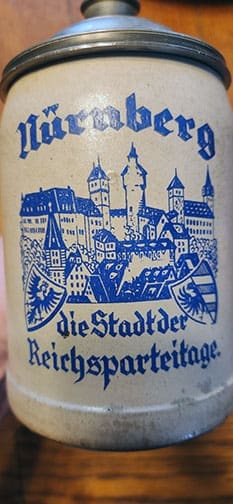 Nürnberg
die Stadt der
Reichsparteitage.